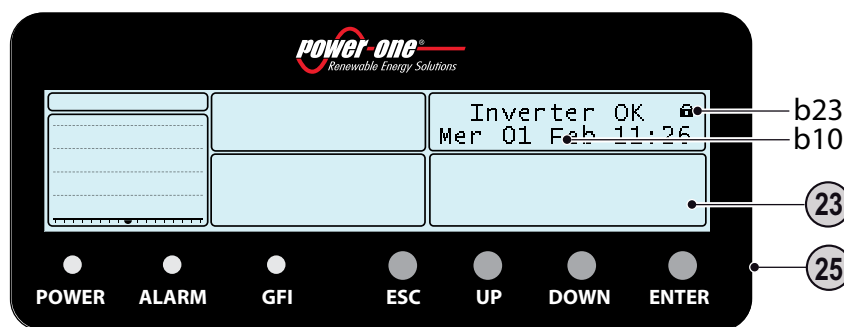 power-one®
Renewable Energy Solutions
Inverter OK
b23
Mer 01 Feb 11:26
b10
23
25
POWER ALARM GFI ESC UP DOWN ENTER